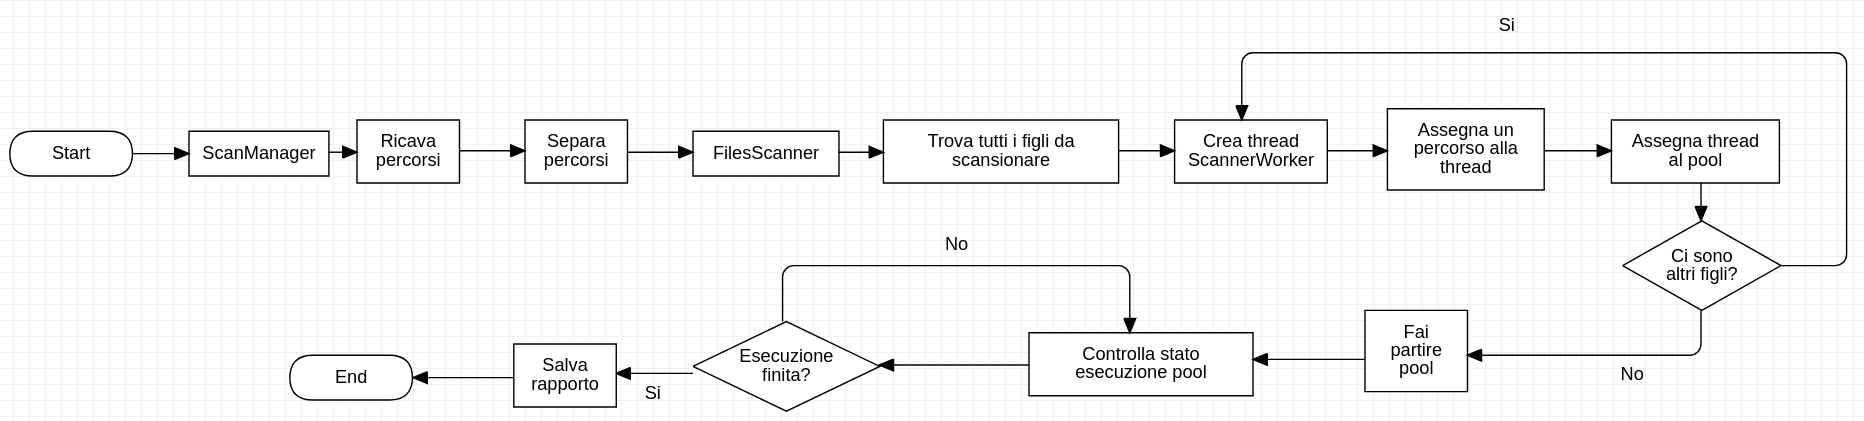 Si
Start
ScanManager
Ricava
percorsi
Separa
percorsi
FilesScanner
Trova tutti i figli da
scansionare
Crea thread
ScannerWorker
Assegna un
percorso alla
thread
Assegna thread
al pool
Ci sono
altri figli?
No
Fai
partire
pool
Controlla stato
esecuzione pool
No
Esecuzione
finita?
Si
Salva
rapporto
End